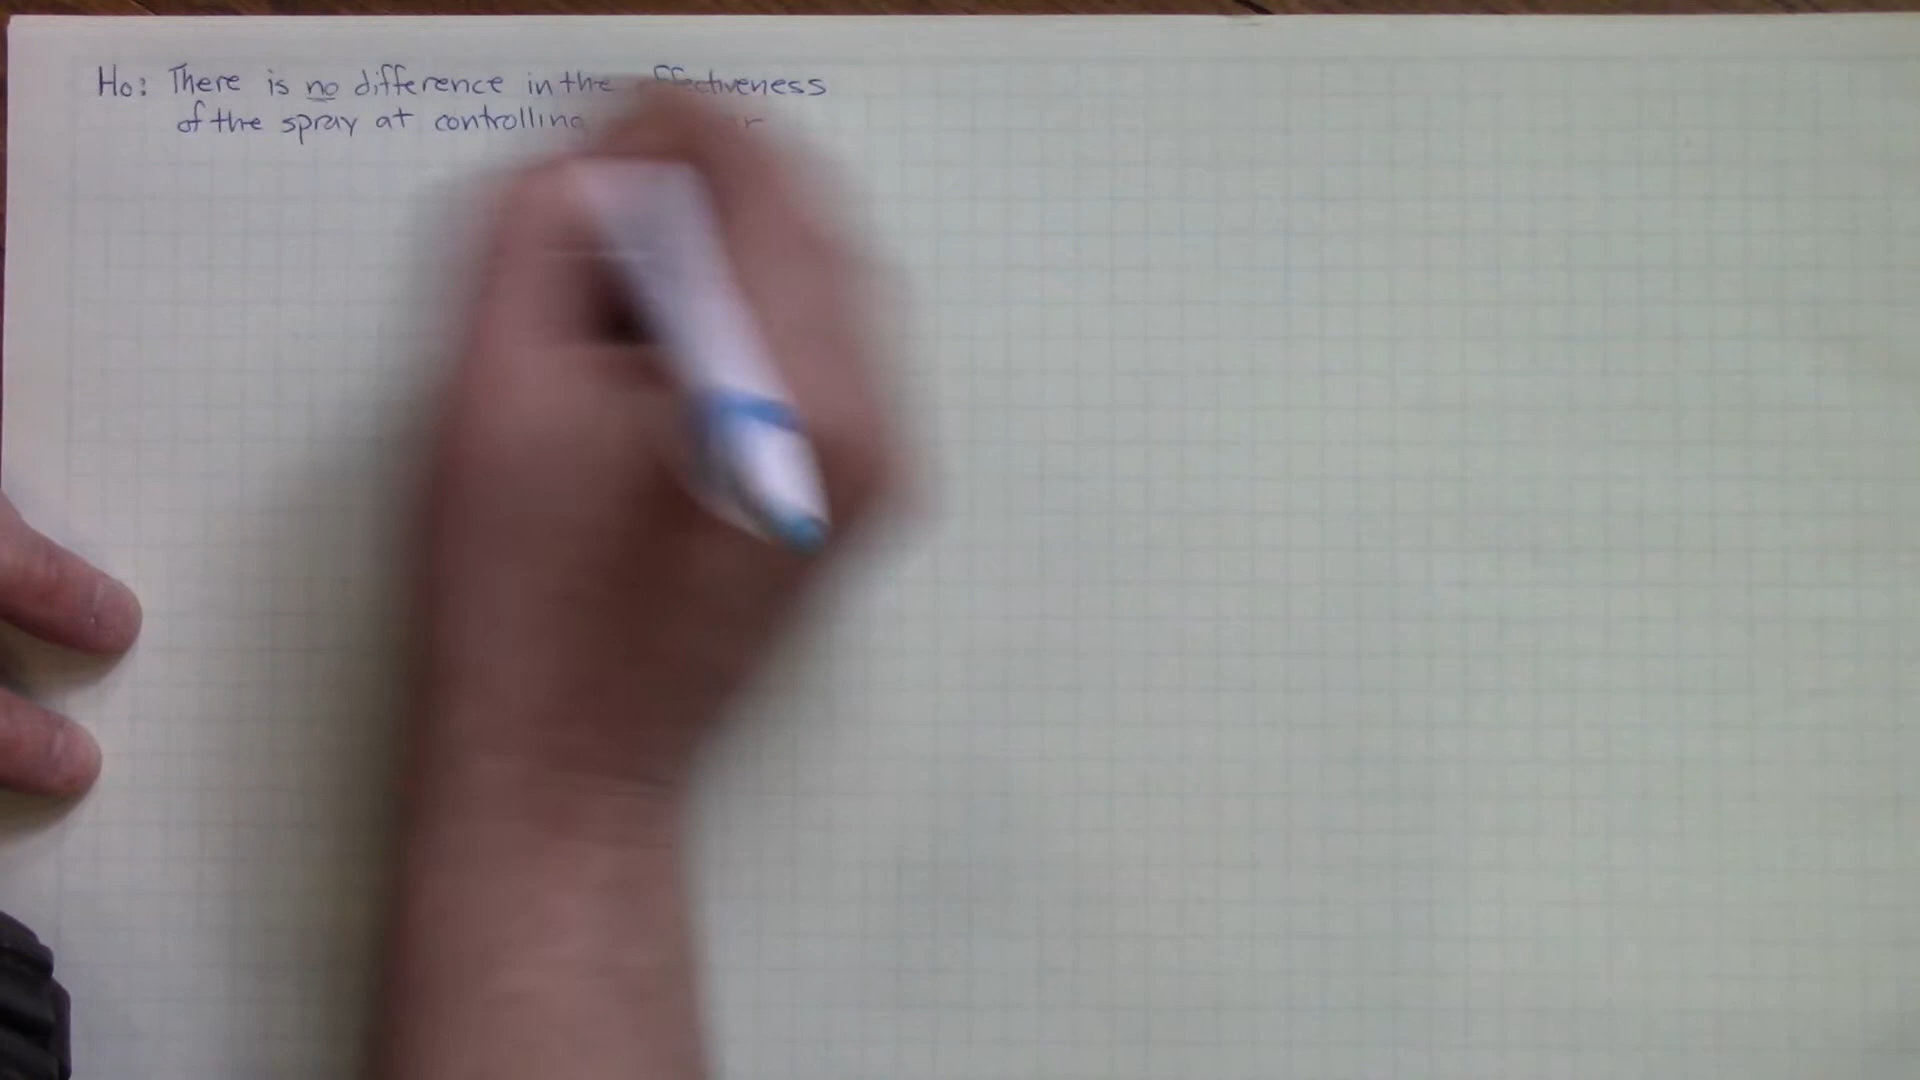 Ho: There is no difference in the effectiveness
of the spray at controlling